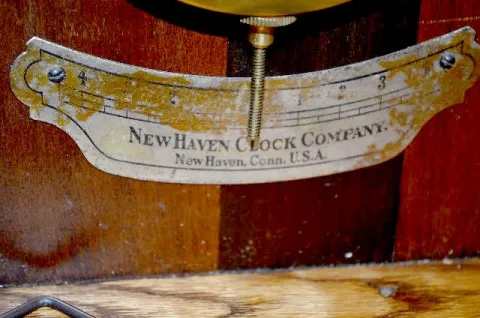 4 1 2 3
NEW HAVEN CLOCK COMPANY.
New Haven, Conn. U.S.A.